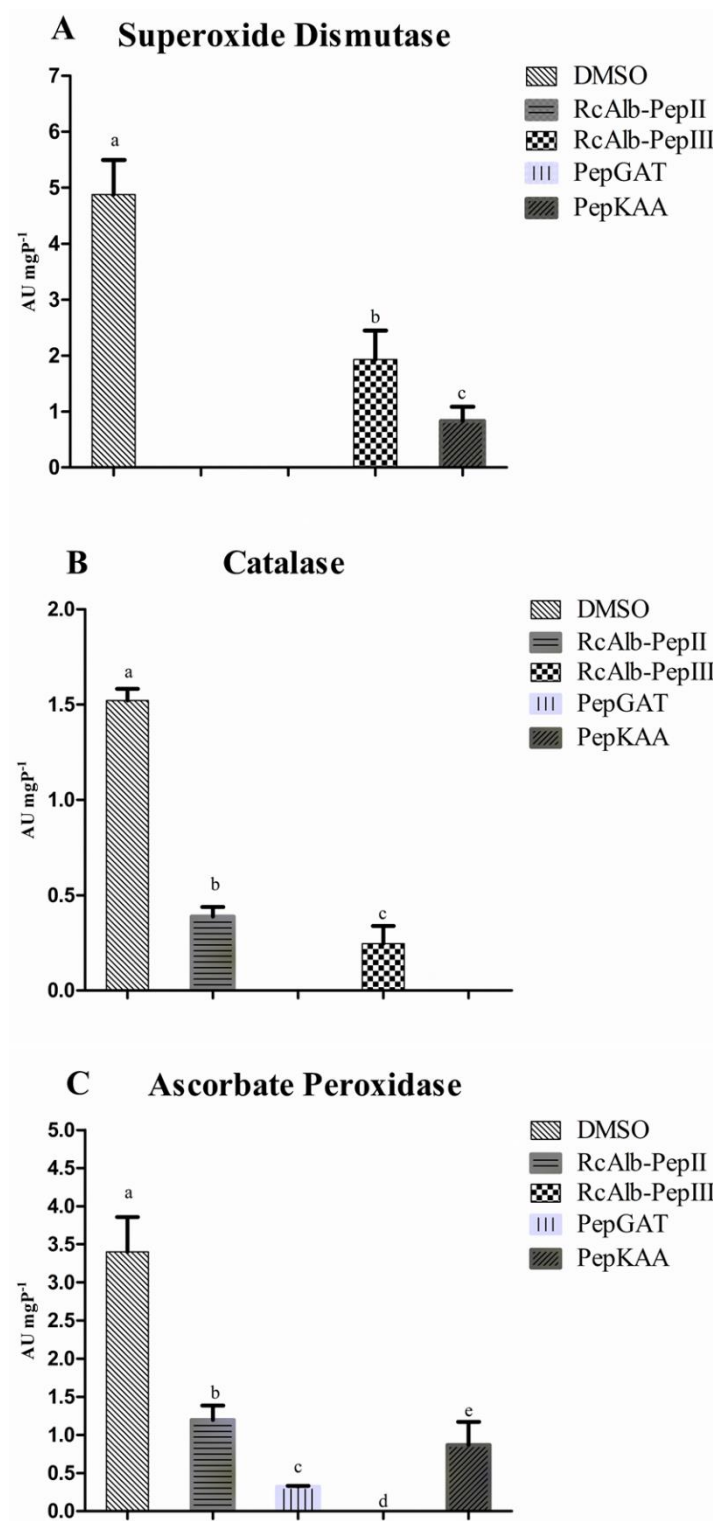 A Superoxide Dismutase
7
6
5
4
3
2
1
0
AU mgP⁻¹
a
b
c
DMSO
RcAlb-PepII
RcAlb-PepIII
PepGAT
PepKAA
B Catalase
2.0
1.5
1.0
0.5
0.0
AU mgP⁻¹
a
b
c
DMSO
RcAlb-PepII
RcAlb-PepIII
PepGAT
PepKAA
C Ascorbate Peroxidase
5.0
4.5
4.0
3.5
3.0
2.5
2.0
1.5
1.0
0.5
0.0
AU mgP⁻¹
a
b
c
d
e
DMSO
RcAlb-PepII
RcAlb-PepIII
PepGAT
PepKAA